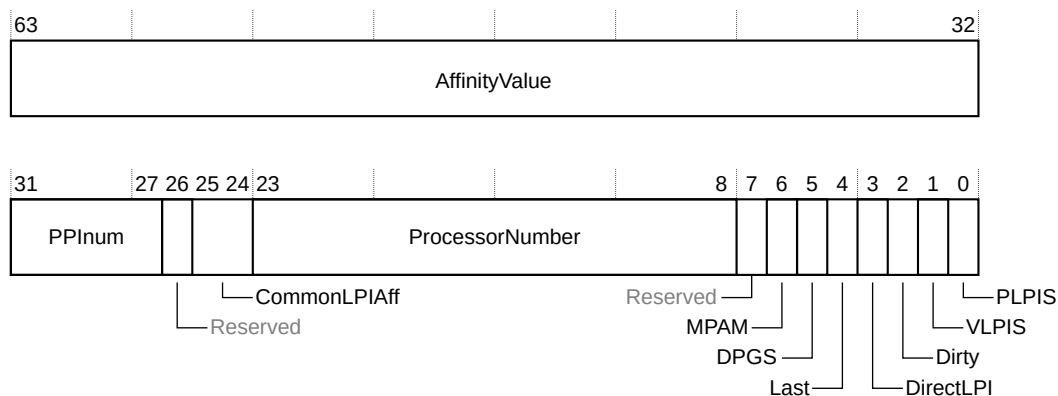 63 32
AffinityValue
31 27 26 25 24 23 8 7 6 5 4 3 2 1 0
PPInum ProcessorNumber
CommonLPIAff Reserved PLPIS
Reserved MPAM VLPIS
DPGS Dirty
Last DirectLPI